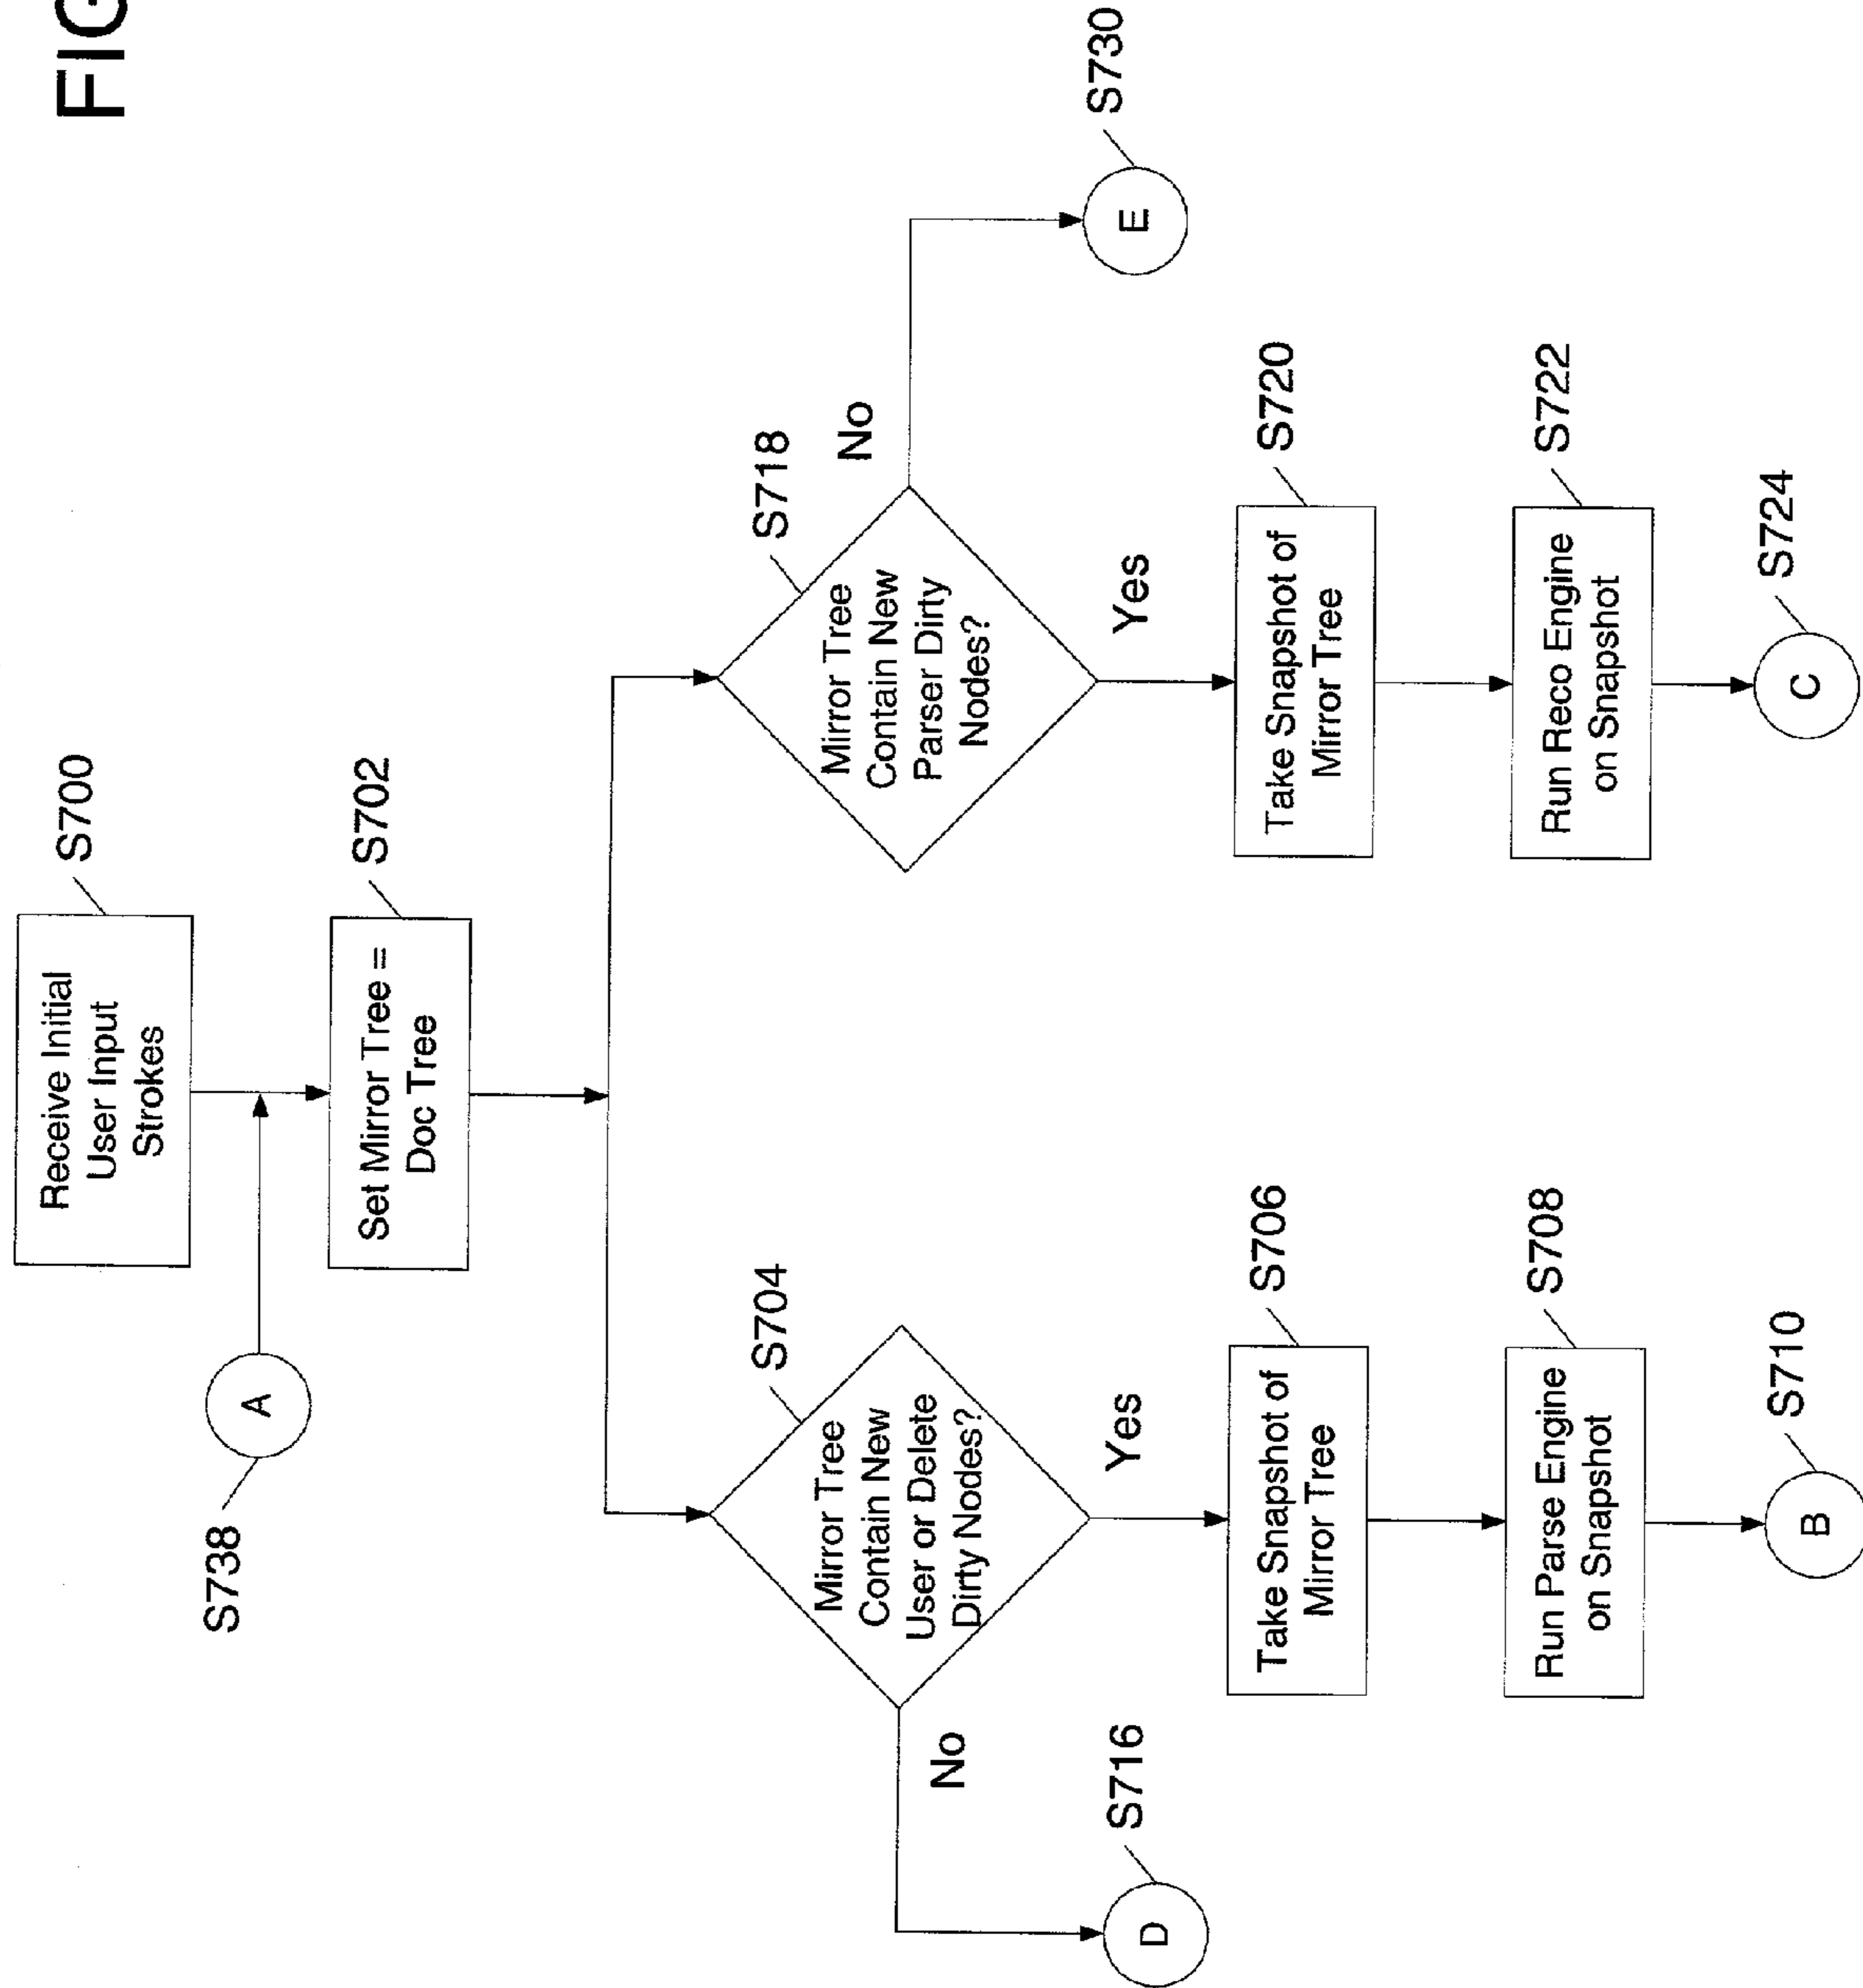 FIG
Receive Initial
User Input
Strokes
S700
A
S738
Set Mirror Tree =
Doc Tree
S702
Mirror Tree
Contain New
User or Delete
Dirty Nodes?
S704
No
D
S716
Yes
Take Snapshot of
Mirror Tree
S706
Run Parse Engine
on Snapshot
S708
B
S710
Mirror Tree
Contain New
Parser Dirty
Nodes?
S718
No
E
S730
Yes
Take Snapshot of
Mirror Tree
S720
Run Reco Engine
on Snapshot
S722
C
S724